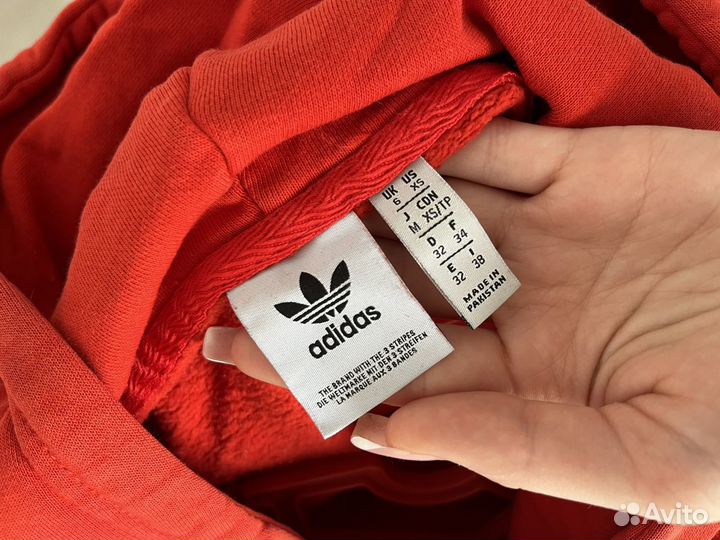 adidas
THE BRAND WITH THE 3 STRIPES
DIE WELTMARKE MIT DEN 3 STREIFEN
LA MARQUE AUX 3 BANDES
UK US
6 XS
J CDN
M XS/TP
D F
32 34
E I
32 38
MADE IN
PAKISTAN
Avito